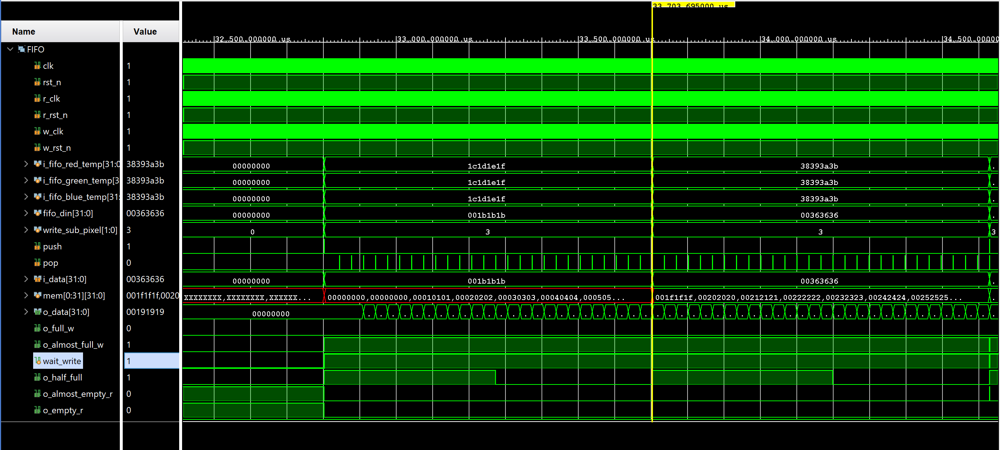 33,703.695000 us
Name Value
32,500.000000 us 33,000.000000 us 33,500.000000 us 34,000.000000 us 34,500.00000
FIFO
clk 1
rst_n 1
r_clk 1
r_rst_n 1
w_clk 1
w_rst_n 1
i_fifo_red_temp[31:0 38393a3b 00000000 1c1d1e1f 38393a3b .
i_fifo_green_temp[3 38393a3b 00000000 1c1d1e1f 38393a3b .
i_fifo_blue_temp[31: 38393a3b 00000000 1c1d1e1f 38393a3b .
fifo_din[31:0] 00363636 00000000 001b1b1b 00363636 .
write_sub_pixel[1:0] 3 0 3 3 3
push 1
pop 0
i_data[31:0] 00363636 00000000 001b1b1b 00363636 .
mem[0:31][31:0] 001f1f1f,0020 XXXXXXXX,XXXXXXXX,XXXXXX... 00000000,00000000,00010101,00020202,00030303,00040404,000505... 001f1f1f,00202020,00212121,00222222,00232323,00242424,00252525... .
o_data[31:0] 00191919 00000000 . . . . . . . . . . . . . . . . . . . . . . . . . . . . . . . . . . . . . . . . . . . . . . . . . . . . .
o_full_w 0
o_almost_full_w 1
wait_write 1
o_half_full 1
o_almost_empty_r 0
o_empty_r 0